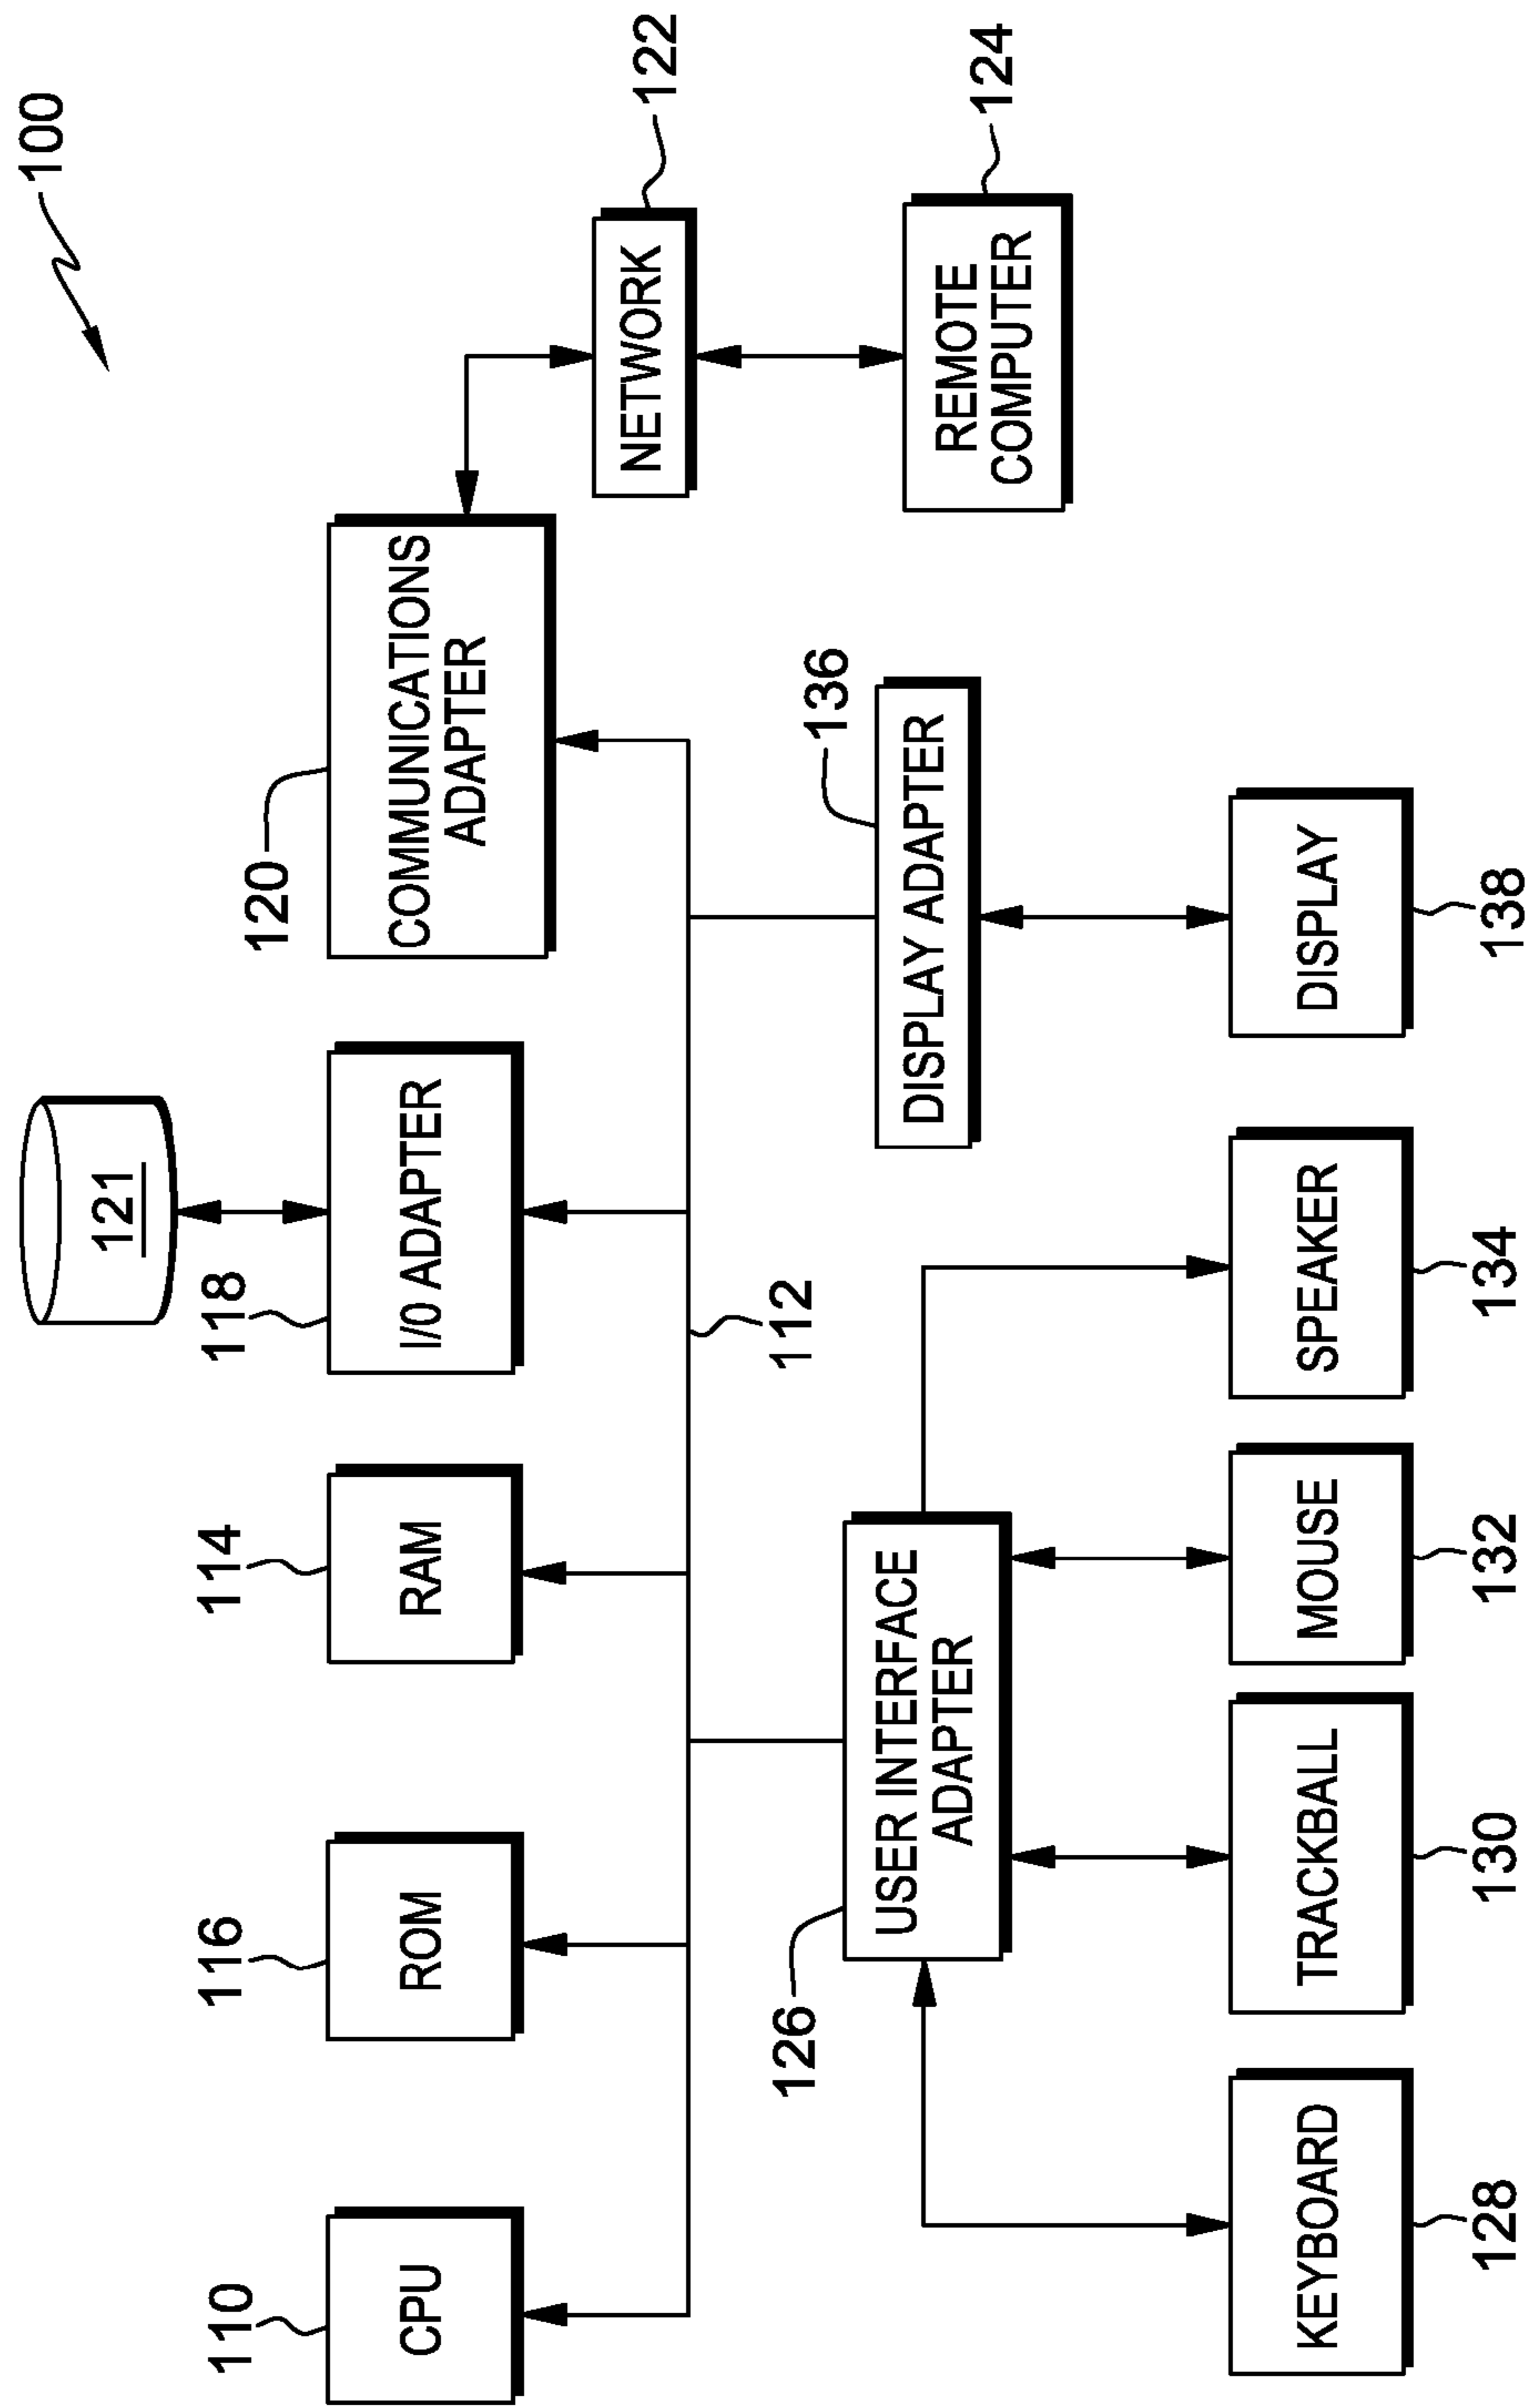 100
121
110
CPU
116
ROM
114
RAM
118
I/O ADAPTER
120
COMMUNICATIONS
ADAPTER
112
122
NETWORK
124
REMOTE
COMPUTER
126
USER INTERFACE
ADAPTER
136
DISPLAY ADAPTER
KEYBOARD
128
TRACKBALL
130
MOUSE
132
SPEAKER
134
DISPLAY
138